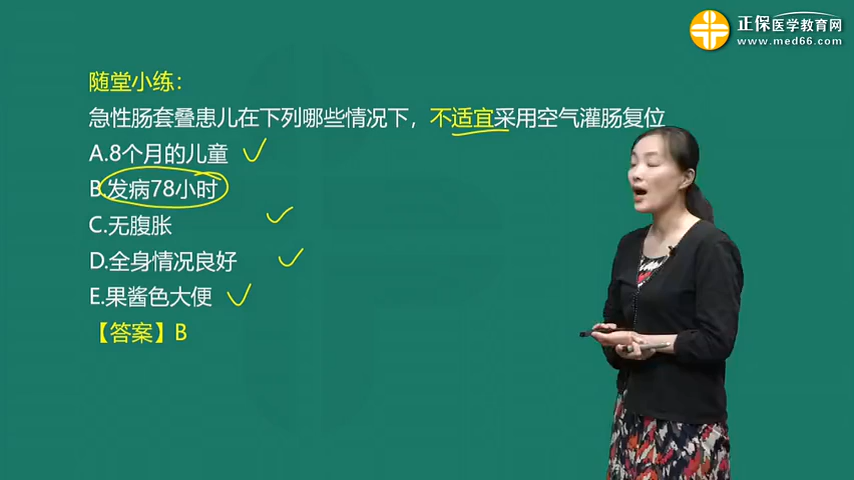 正保医学教育网
www.med66.com
随堂小练：
急性肠套叠患儿在下列哪些情况下，不适宜采用空气灌肠复位
A.8个月的儿童
B.发病78小时
C.无腹胀
D.全身情况良好
E.果酱色大便
【答案】B